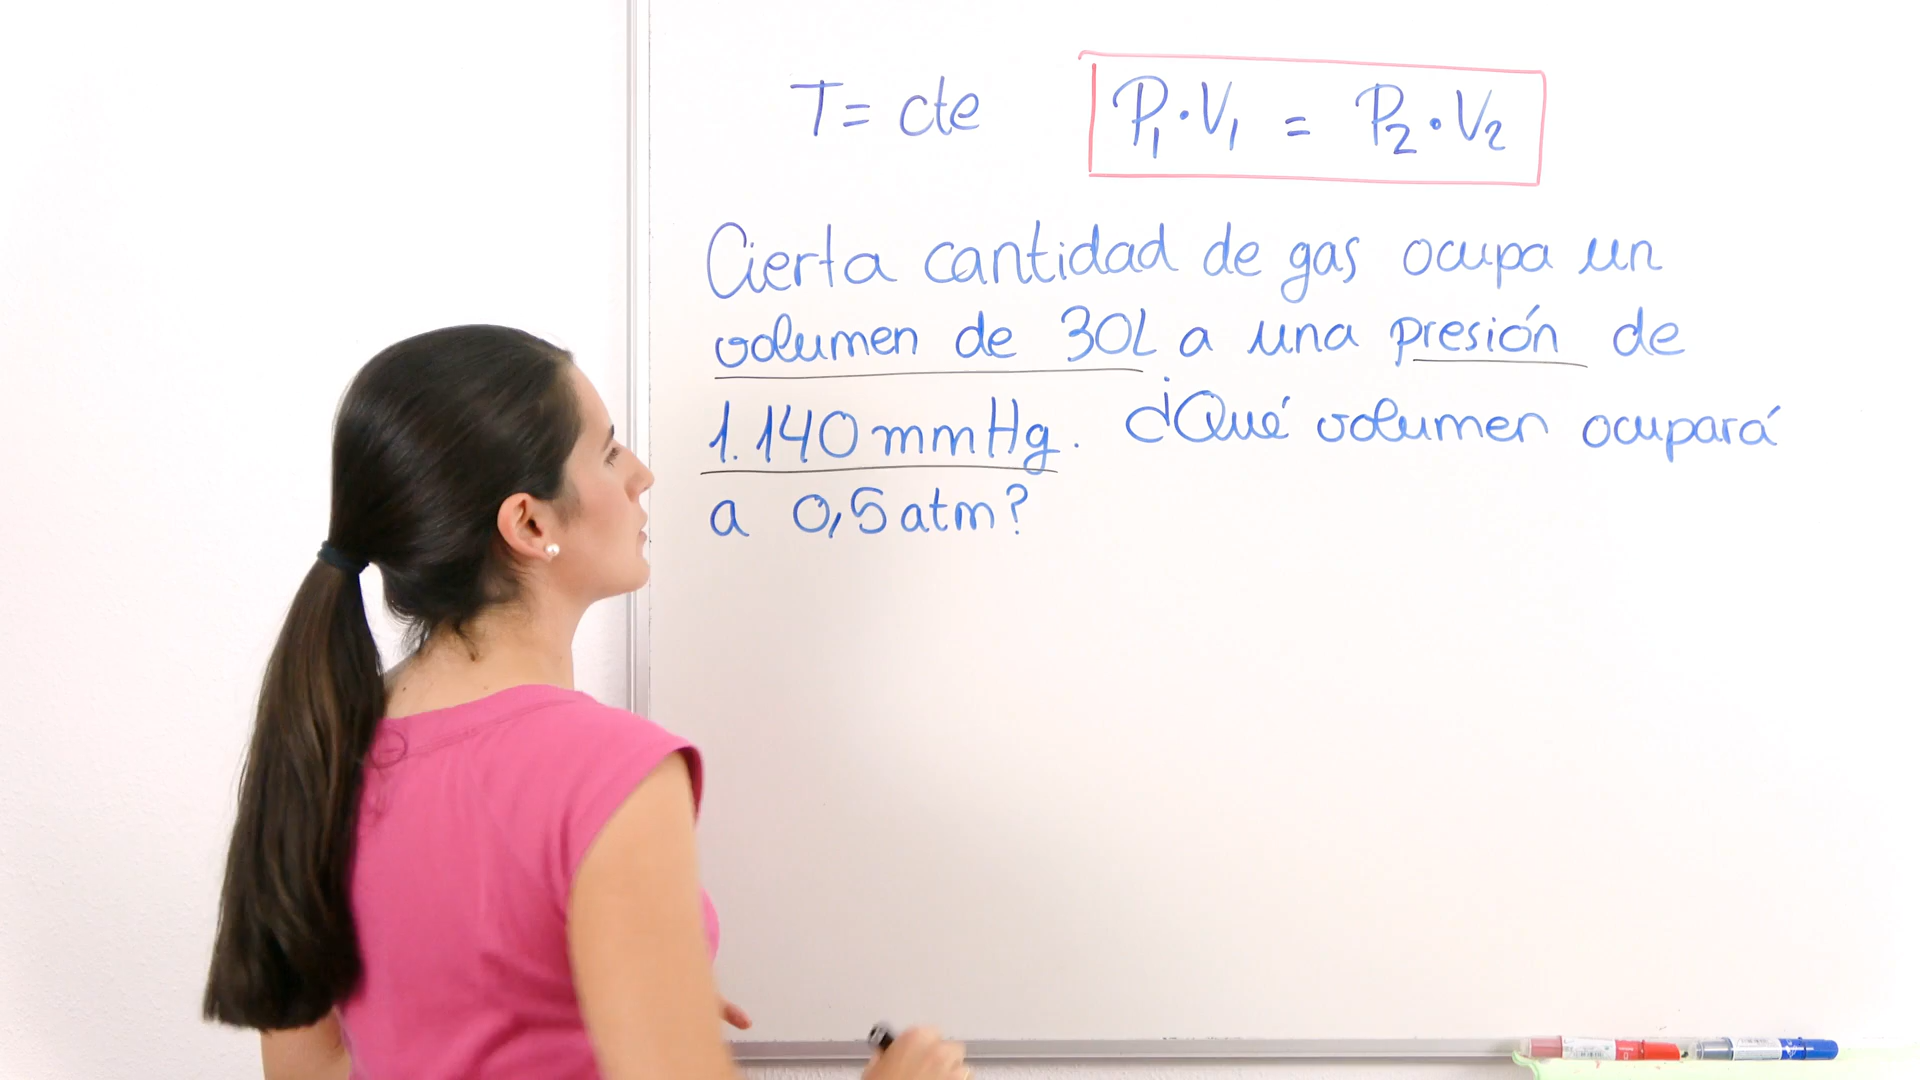 T = cte P₁·V₁ = P₂·V₂
Cierta cantidad de gas ocupa un
volumen de 30L a una presión de
1.140 mmHg. ¿Qué volumen ocupará
a 0,5 atm?